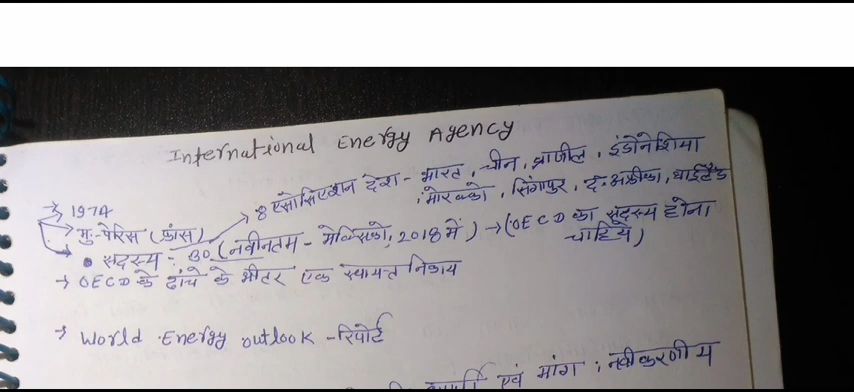 International Energy Agency
→ 1974
→ 8 एसोसिएशन देश - भारत, चीन, ब्राजील, इंडोनेशिया
, मोरक्को, सिंगापुर, द. अफ्रीका, थाईलैंड
→ मु:- पेरिस (फ्रांस)
• सदस्य:- 30 (नवीनतम - मेक्सिको, 2018 में) → (OECD का सदस्य होना
चाहिये)
→ OECD के ढांचे के भीतर एक स्वायत्त निकाय
→ World Energy outlook - रिपोर्ट
एवं मांग ; नवीकरणीय